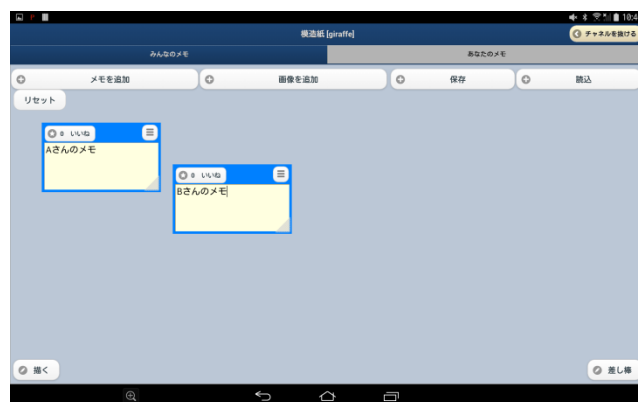 10:4
模造紙 [giraffe]
チャネルを抜ける
みんなのメモ
あなたのメモ
メモを追加
画像を追加
保存
読込
リセット
0 いいね
Aさんのメモ
0 いいね
Bさんのメモ
描く
差し棒